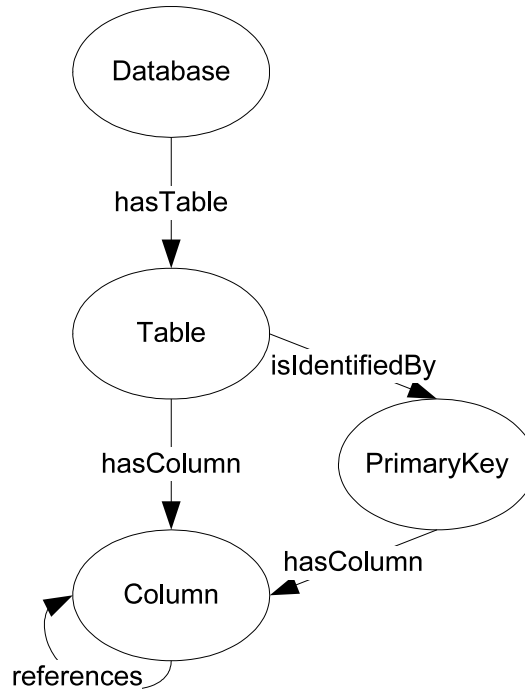 Database
hasTable
Table
isIdentifiedBy
hasColumn
PrimaryKey
hasColumn
Column
references